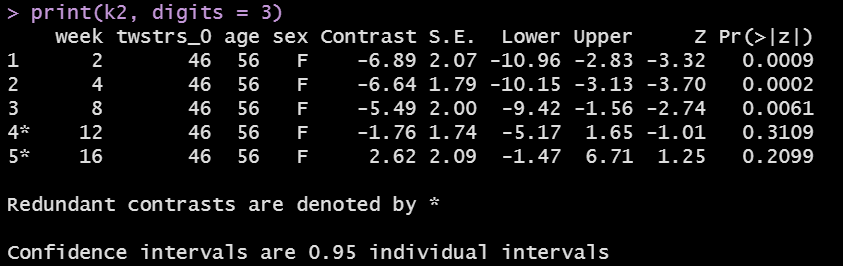 > print(k2, digits = 3)
  week twstrs_0 age sex Contrast S.E.  Lower Upper     Z Pr(>|z|)
1    2       46  56   F    -6.89 2.07 -10.96 -2.83 -3.32   0.0009
2    4       46  56   F    -6.64 1.79 -10.15 -3.13 -3.70   0.0002
3    8       46  56   F    -5.49 2.00  -9.42 -1.56 -2.74   0.0061
4*  12       46  56   F    -1.76 1.74  -5.17  1.65 -1.01   0.3109
5*  16       46  56   F     2.62 2.09  -1.47  6.71  1.25   0.2099
Redundant contrasts are denoted by *
Confidence intervals are 0.95 individual intervals